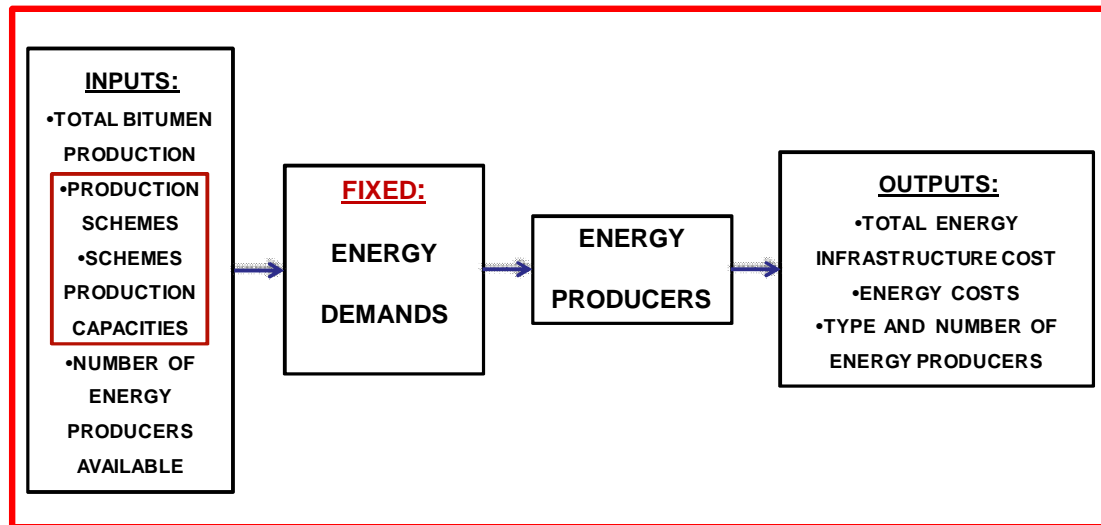 INPUTS:
•TOTAL BITUMEN
PRODUCTION
•PRODUCTION
SCHEMES
•SCHEMES
PRODUCTION
CAPACITIES
•NUMBER OF
ENERGY
PRODUCERS
AVAILABLE
FIXED:
ENERGY
DEMANDS
ENERGY
PRODUCERS
OUTPUTS:
•TOTAL ENERGY
INFRASTRUCTURE COST
•ENERGY COSTS
•TYPE AND NUMBER OF
ENERGY PRODUCERS